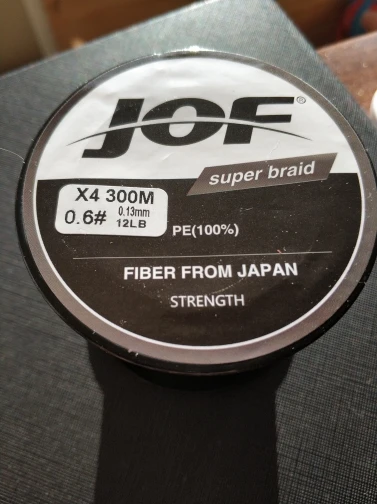 JOF®
super braid
X4 300M
0.6# 0.13mm
12LB
PE(100%)
FIBER FROM JAPAN
STRENGTH